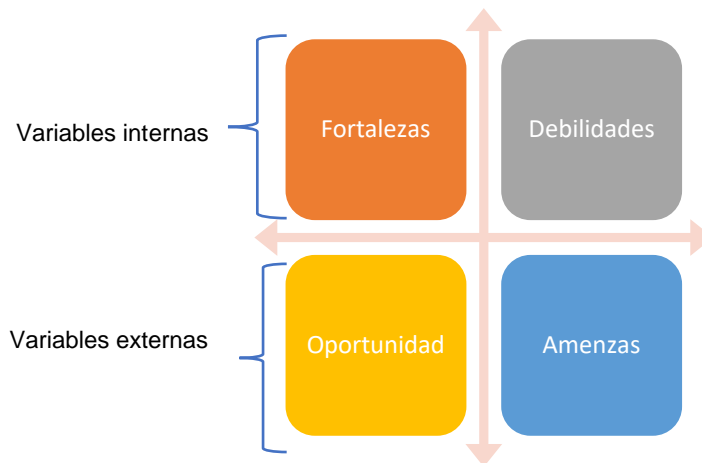 Variables internas
Fortalezas
Debilidades
Variables externas
Oportunidad
Amenzas